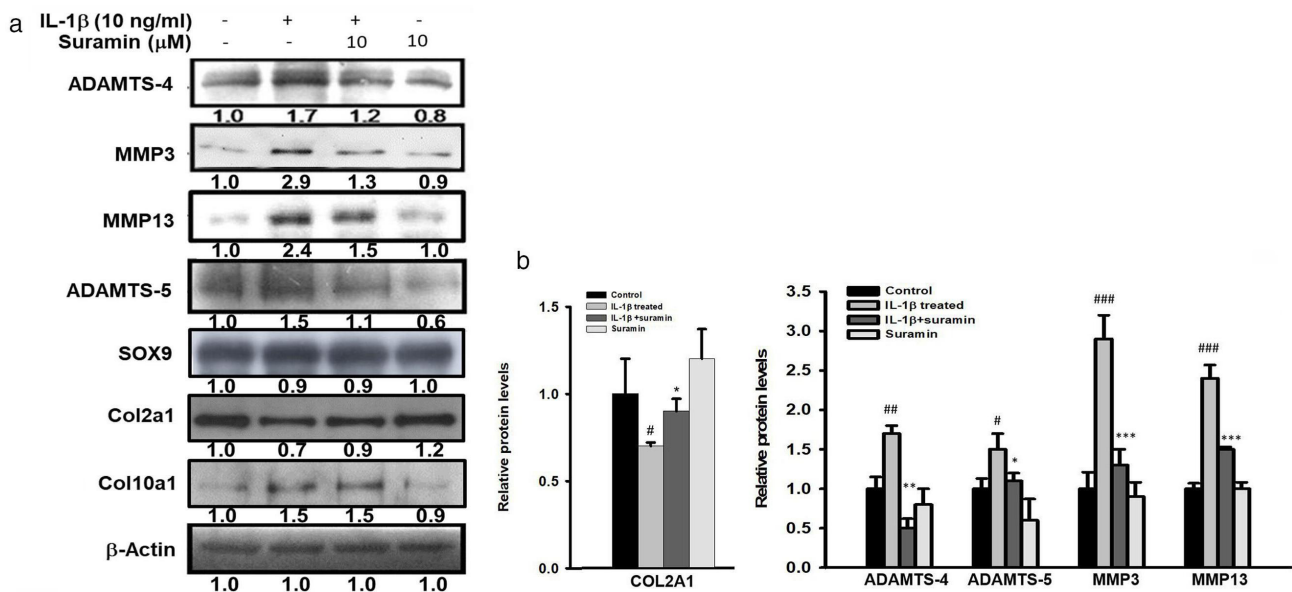 a
IL-1β (10 ng/ml) - + + -
Suramin (μM) - - 10 10
ADAMTS-4
1.0 1.7 1.2 0.8
MMP3
1.0 2.9 1.3 0.9
MMP13
1.0 2.4 1.5 1.0
ADAMTS-5
1.0 1.5 1.1 0.6
SOX9
1.0 0.9 0.9 1.0
Col2a1
1.0 0.7 0.9 1.2
Col10a1
1.0 1.5 1.5 0.9
β-Actin
1.0 1.0 1.0 1.0
b
Control
IL-1β treated
IL-1β +suramin
Suramin
Relative protein levels
1.5
1.0
0.5
0.0
# *
COL2A1
Control
IL-1β treated
IL-1β+suramin
Suramin
Relative protein levels
3.5
3.0
2.5
2.0
1.5
1.0
0.5
0.0
## ** # * ### *** ### ***
ADAMTS-4 ADAMTS-5 MMP3 MMP13